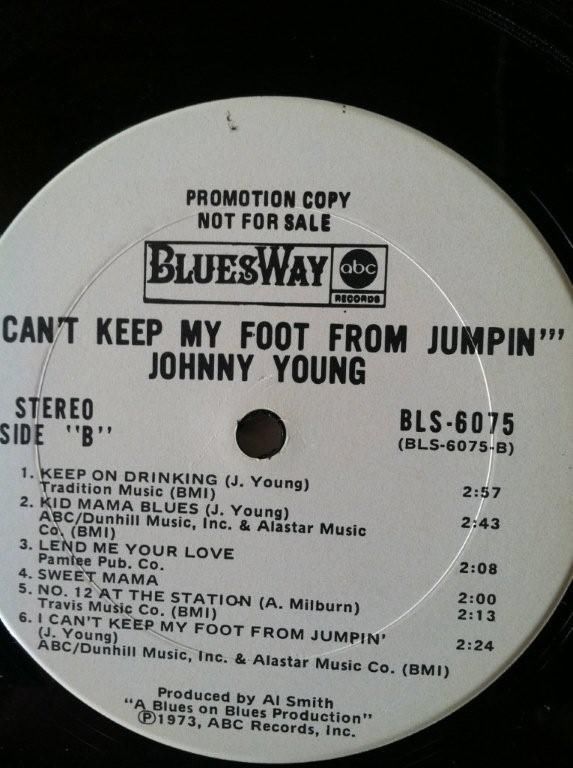 PROMOTION COPY
NOT FOR SALE
BLUESWAY abc RECORDS
CAN'T KEEP MY FOOT FROM JUMPIN'"
JOHNNY YOUNG
STEREO
SIDE "B"
BLS-6075
(BLS-6075-B)
1. KEEP ON DRINKING (J. Young)
Tradition Music (BMI) 2:57
2. KID MAMA BLUES (J. Young)
ABC/Dunhill Music, Inc. & Alastar Music
Co. (BMI) 2:43
3. LEND ME YOUR LOVE
Pamlee Pub. Co. 2:08
4. SWEET MAMA 2:00
5. NO. 12 AT THE STATION (A. Milburn)
Travis Music Co. (BMI) 2:13
6. I CAN'T KEEP MY FOOT FROM JUMPIN'
(J. Young) 2:24
ABC/Dunhill Music, Inc. & Alastar Music Co. (BMI)
Produced by Al Smith
"A Blues on Blues Production"
Ⓟ1973, ABC Records, Inc.